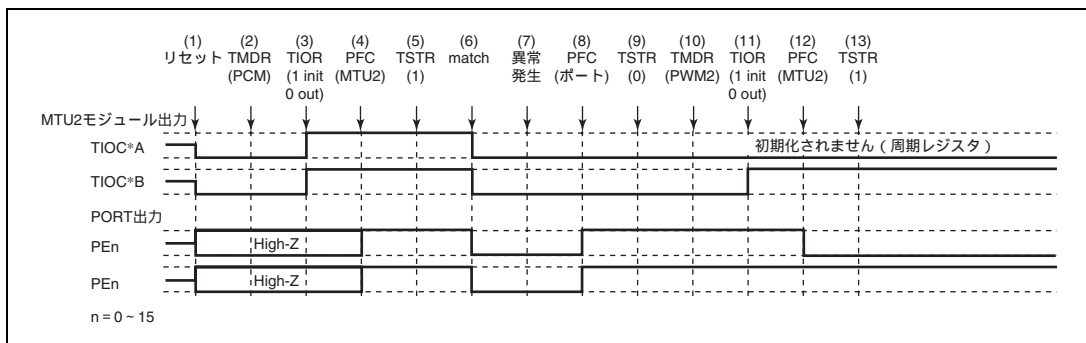 (1) (2) (3) (4) (5) (6) (7) (8) (9) (10) (11) (12) (13)
リセット TMDR TIOR PFC TSTR match 異常 PFC TSTR TMDR TIOR PFC TSTR
(PCM) (1 init (MTU2) (1) 発生 (ポート) (0) (PWM2) (1 init (MTU2) (1)
0 out) 0 out)
MTU2モジュール出力
TIOC*A 初期化されません ( 周期レジスタ )
TIOC*B
PORT出力
PEn High-Z
PEn High-Z
n = 0 ~ 15